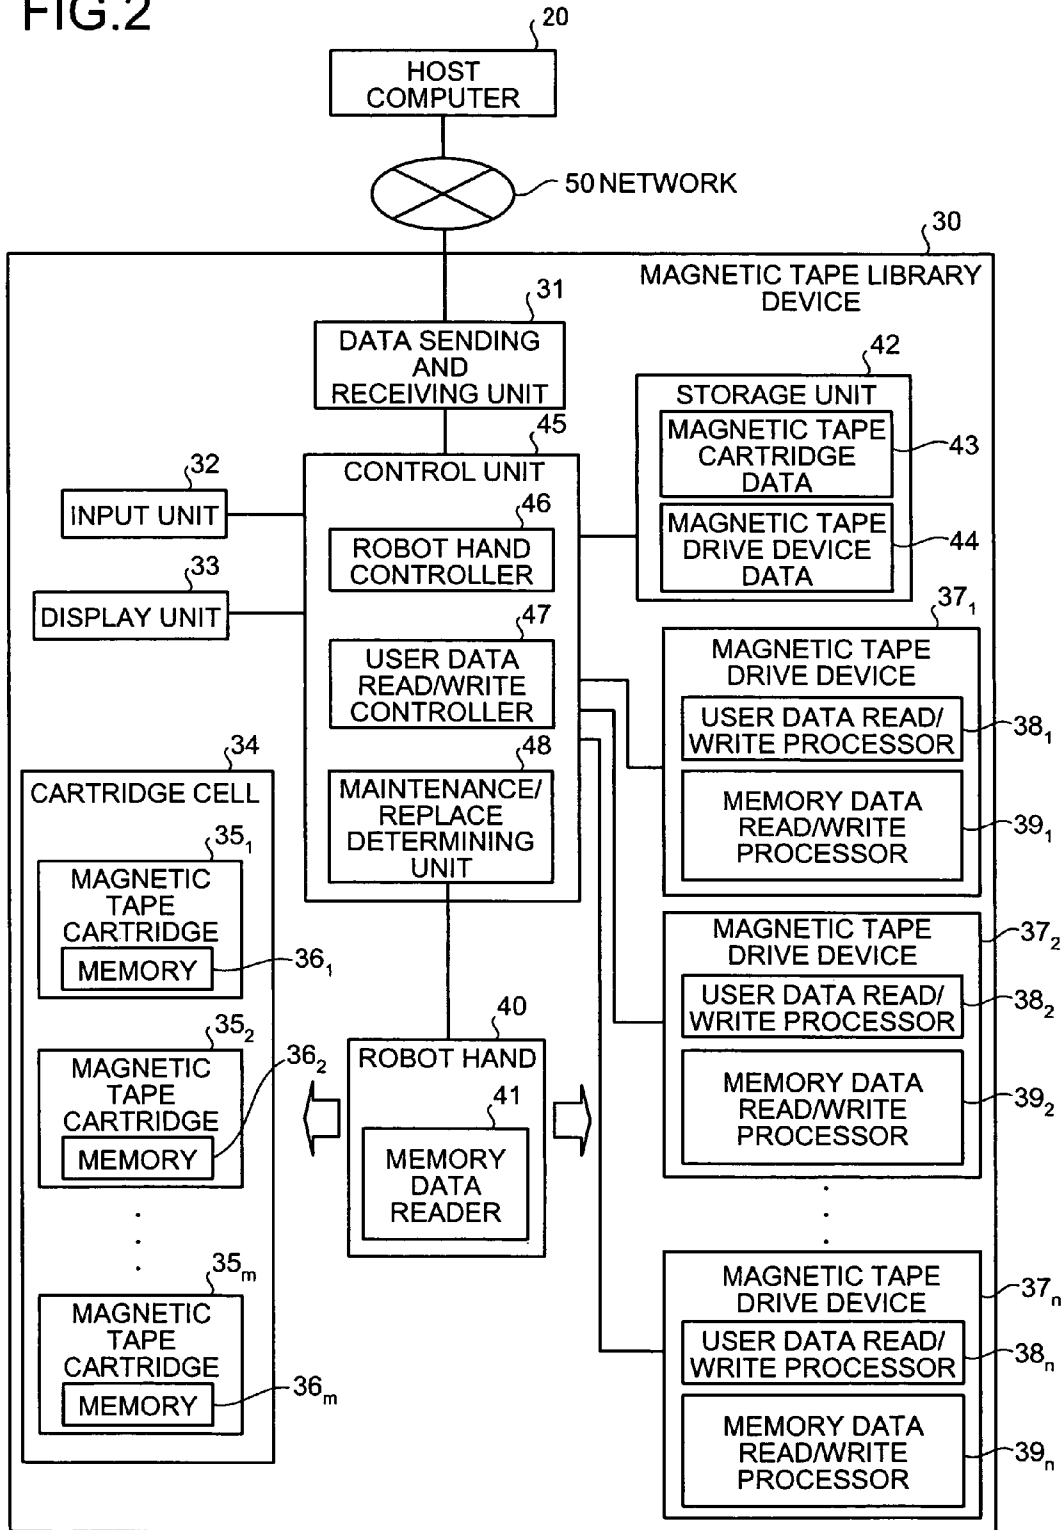 FIG.2
20
HOST
COMPUTER
50 NETWORK
30
MAGNETIC TAPE LIBRARY
DEVICE
31
DATA SENDING
AND
RECEIVING UNIT
42
STORAGE UNIT
MAGNETIC TAPE
CARTRIDGE
DATA
43
MAGNETIC TAPE
DRIVE DEVICE
DATA
44
45
CONTROL UNIT
32
INPUT UNIT
46
ROBOT HAND
CONTROLLER
33
DISPLAY UNIT
47
USER DATA
READ/WRITE
CONTROLLER
48
MAINTENANCE/
REPLACE
DETERMINING
UNIT
37₁
MAGNETIC TAPE
DRIVE DEVICE
USER DATA READ/
WRITE PROCESSOR
38₁
MEMORY DATA
READ/WRITE
PROCESSOR
39₁
34
CARTRIDGE CELL
35₁
MAGNETIC
TAPE
CARTRIDGE
MEMORY
36₁
35₂
MAGNETIC
TAPE
CARTRIDGE
MEMORY
36₂
35ₘ
MAGNETIC
TAPE
CARTRIDGE
MEMORY
36ₘ
40
ROBOT HAND
41
MEMORY
DATA
READER
MAGNETIC TAPE
DRIVE DEVICE
37₂
USER DATA READ/
WRITE PROCESSOR
38₂
MEMORY DATA
READ/WRITE
PROCESSOR
39₂
MAGNETIC TAPE
DRIVE DEVICE
37ₙ
USER DATA READ/
WRITE PROCESSOR
38ₙ
MEMORY DATA
READ/WRITE
PROCESSOR
39ₙ